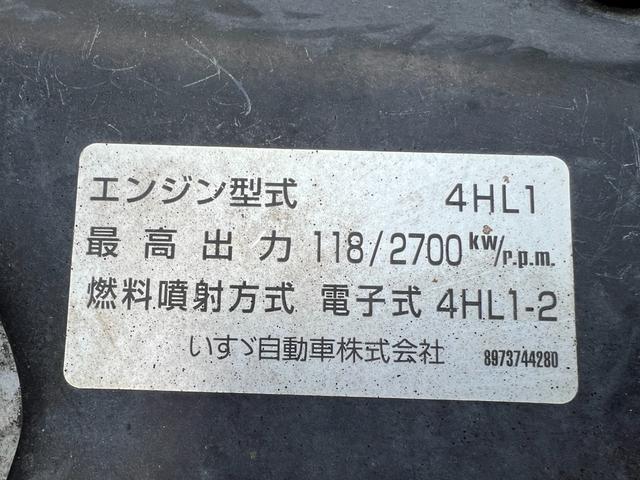 エンジン型式 4HL1
最高出力 118/2700 kW/r.p.m.
燃料噴射方式 電子式 4HL1-2
いすゞ自動車株式会社 8973744280